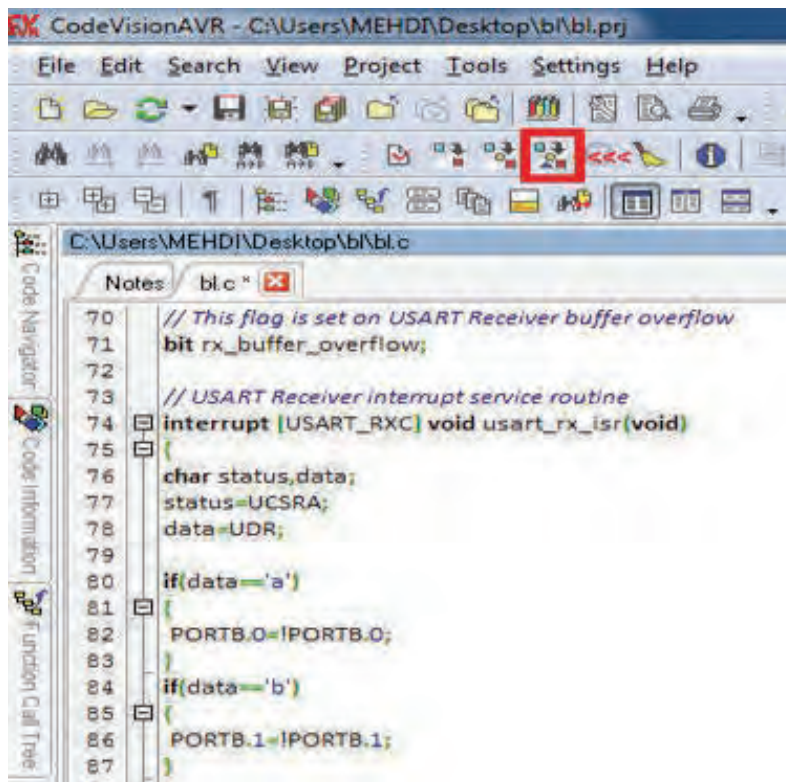 CodeVisionAVR - C:\Users\MEHDI\Desktop\bl\bl.prj
File Edit Search View Project Tools Settings Help
C:\Users\MEHDI\Desktop\bl\bl.c
Notes bl.c *
Code Navigator
Code Information
Function Call Tree
70 // This flag is set on USART Receiver buffer overflow
71 bit rx_buffer_overflow;
72
73 // USART Receiver interrupt service routine
74 interrupt [USART_RXC] void usart_rx_isr(void)
75 {
76 char status,data;
77 status=UCSRA;
78 data=UDR;
79
80 if(data=='a')
81 {
82 PORTB.0=!PORTB.0;
83 }
84 if(data=='b')
85 {
86 PORTB.1=!PORTB.1;
87 }